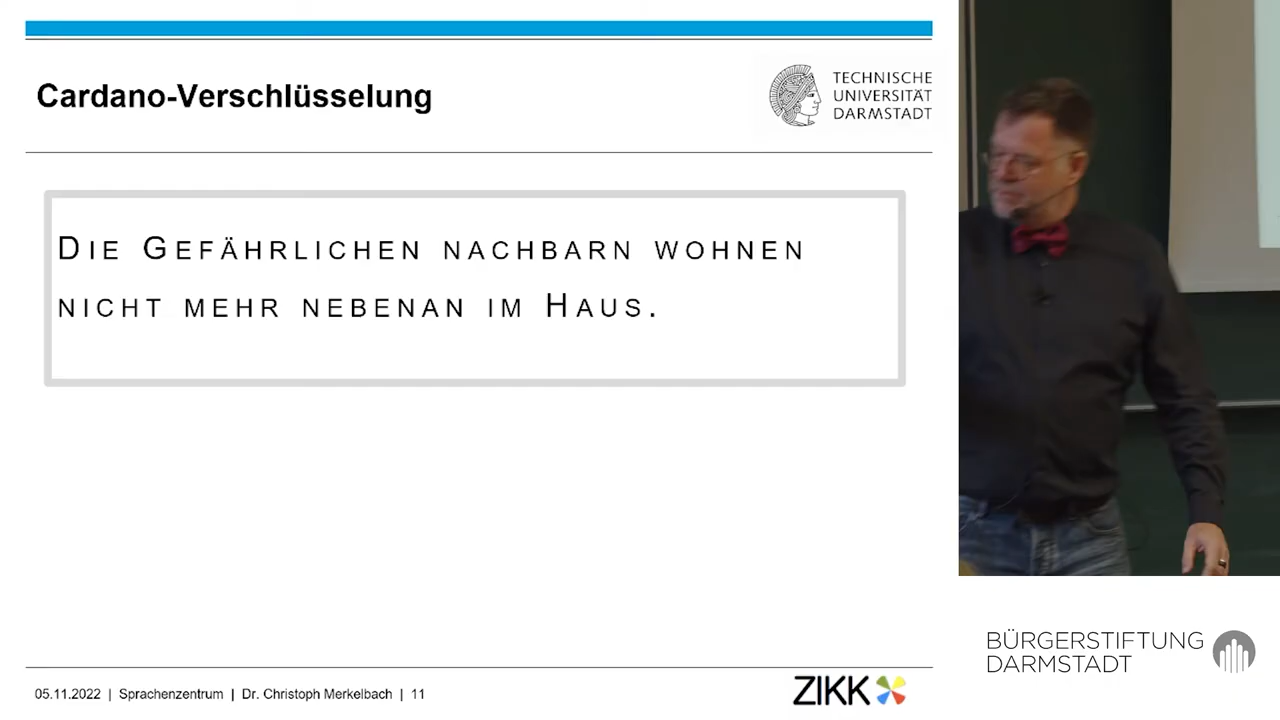 Cardano-Verschlüsselung
TECHNISCHE
UNIVERSITÄT
DARMSTADT
DIE GEFÄHRLICHEN NACHBARN WOHNEN
NICHT MEHR NEBENAN IM HAUS.
05.11.2022 | Sprachenzentrum | Dr. Christoph Merkelbach | 11
ZIKK
BÜRGERSTIFTUNG
DARMSTADT